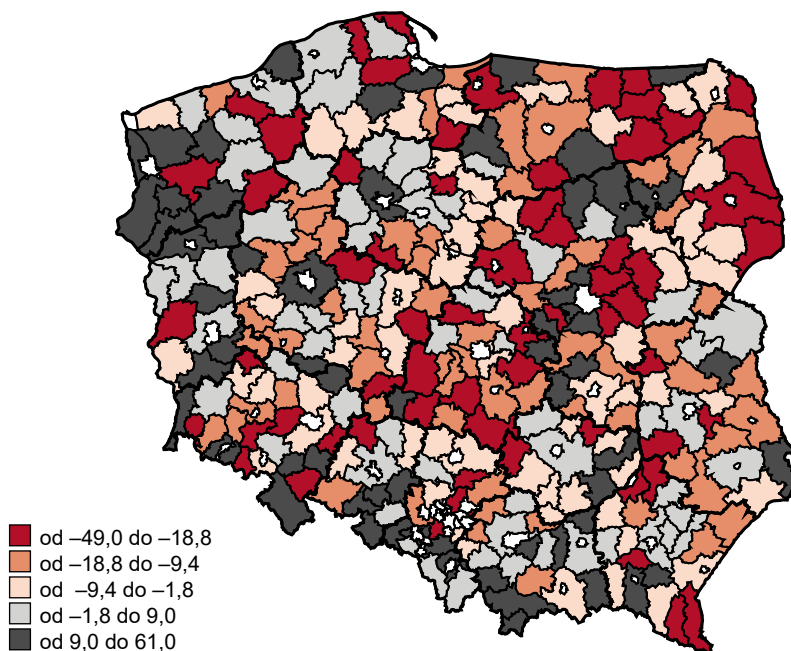 od –49,0 do –18,8
od –18,8 do –9,4
od –9,4 do –1,8
od –1,8 do 9,0
od 9,0 do 61,0